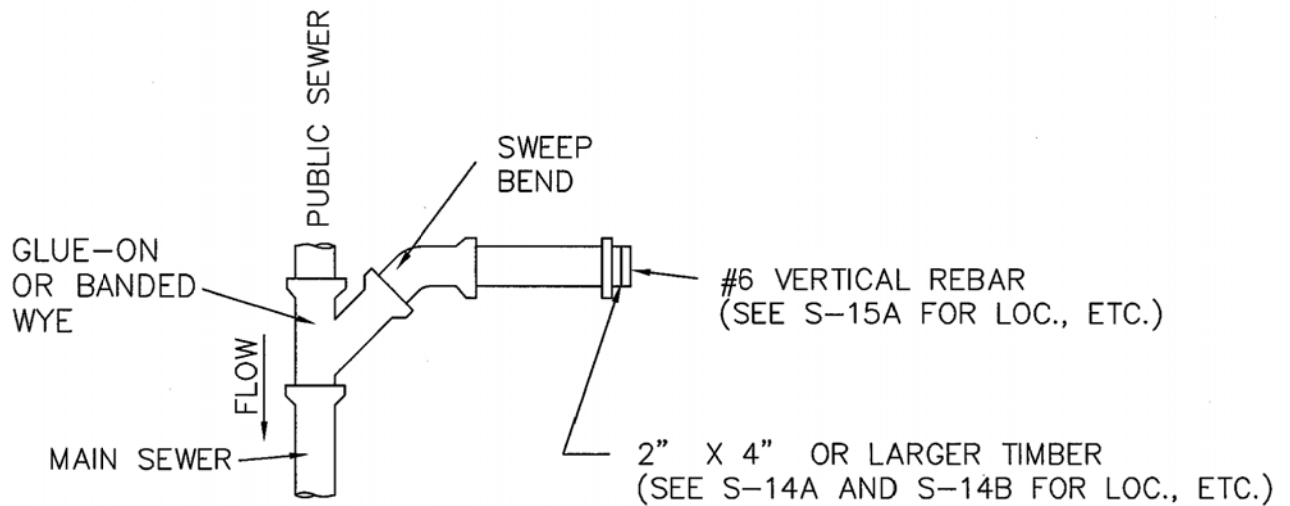 PUBLIC SEWER
SWEEP
BEND
GLUE-ON
OR BANDED
WYE
#6 VERTICAL REBAR
(SEE S-15A FOR LOC., ETC.)
FLOW
MAIN SEWER
2" X 4" OR LARGER TIMBER
(SEE S-14A AND S-14B FOR LOC., ETC.)